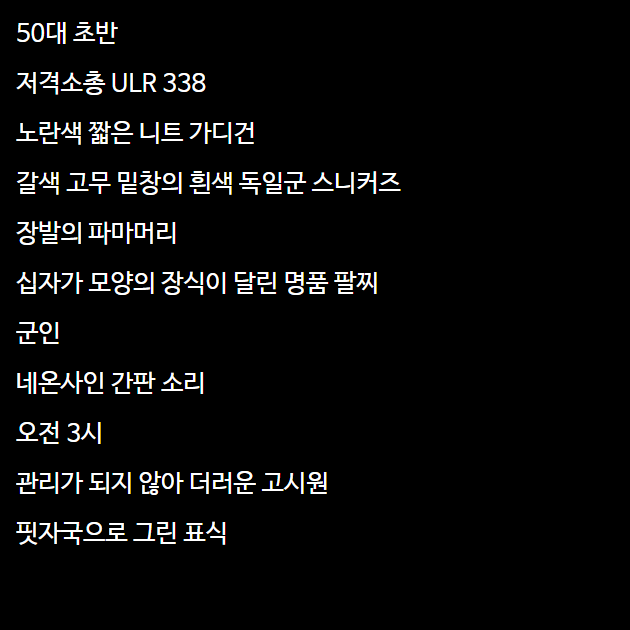 50대 초반
저격소총 ULR 338
노란색 짧은 니트 가디건
갈색 고무 밑창의 흰색 독일군 스니커즈
장발의 파마머리
십자가 모양의 장식이 달린 명품 팔찌
군인
네온사인 간판 소리
오전 3시
관리가 되지 않아 더러운 고시원
핏자국으로 그린 표식